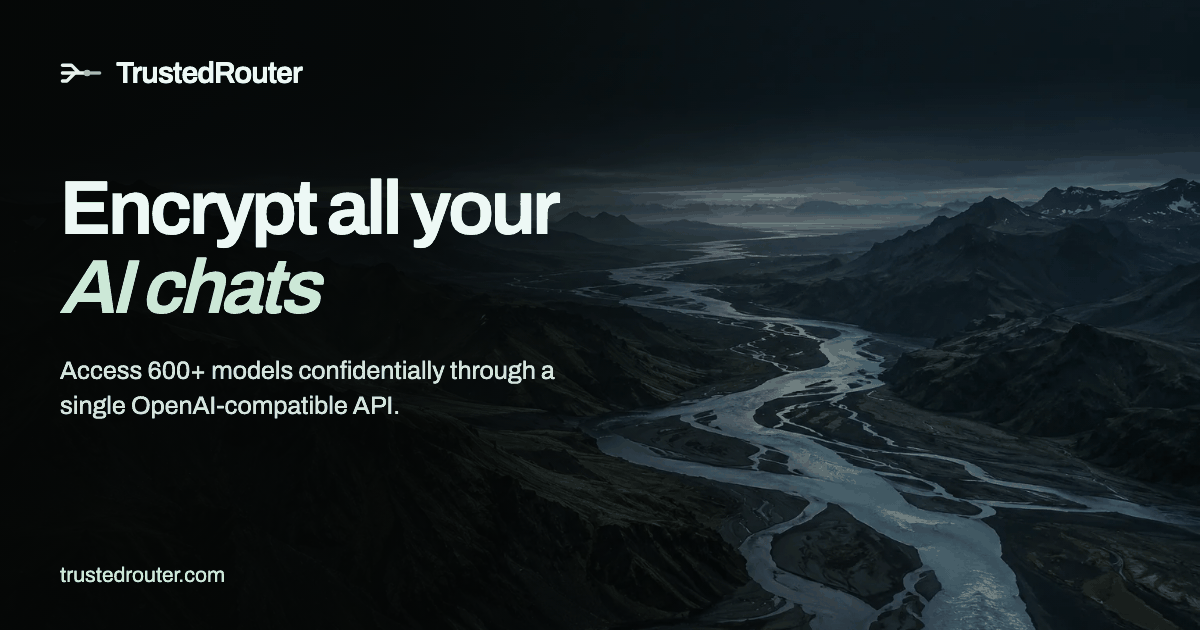 TrustedRouter
Encrypt all your
AI chats
Access 600+ models confidentially through a
single OpenAI-compatible API.
trustedrouter.com